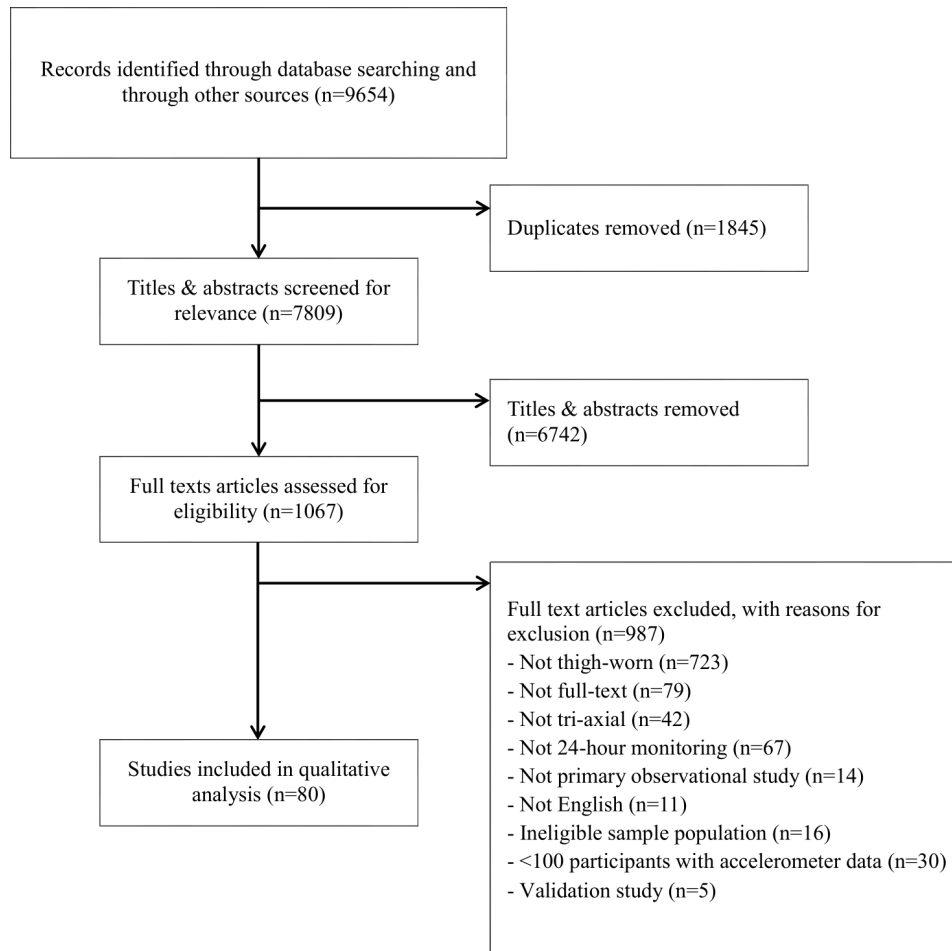 Records identified through database searching and
through other sources (n=9654)
Duplicates removed (n=1845)
Titles & abstracts screened for
relevance (n=7809)
Titles & abstracts removed
(n=6742)
Full texts articles assessed for
eligibility (n=1067)
Full text articles excluded, with reasons for
exclusion (n=987)
- Not thigh-worn (n=723)
- Not full-text (n=79)
- Not tri-axial (n=42)
- Not 24-hour monitoring (n=67)
- Not primary observational study (n=14)
- Not English (n=11)
- Ineligible sample population (n=16)
- <100 participants with accelerometer data (n=30)
- Validation study (n=5)
Studies included in qualitative
analysis (n=80)